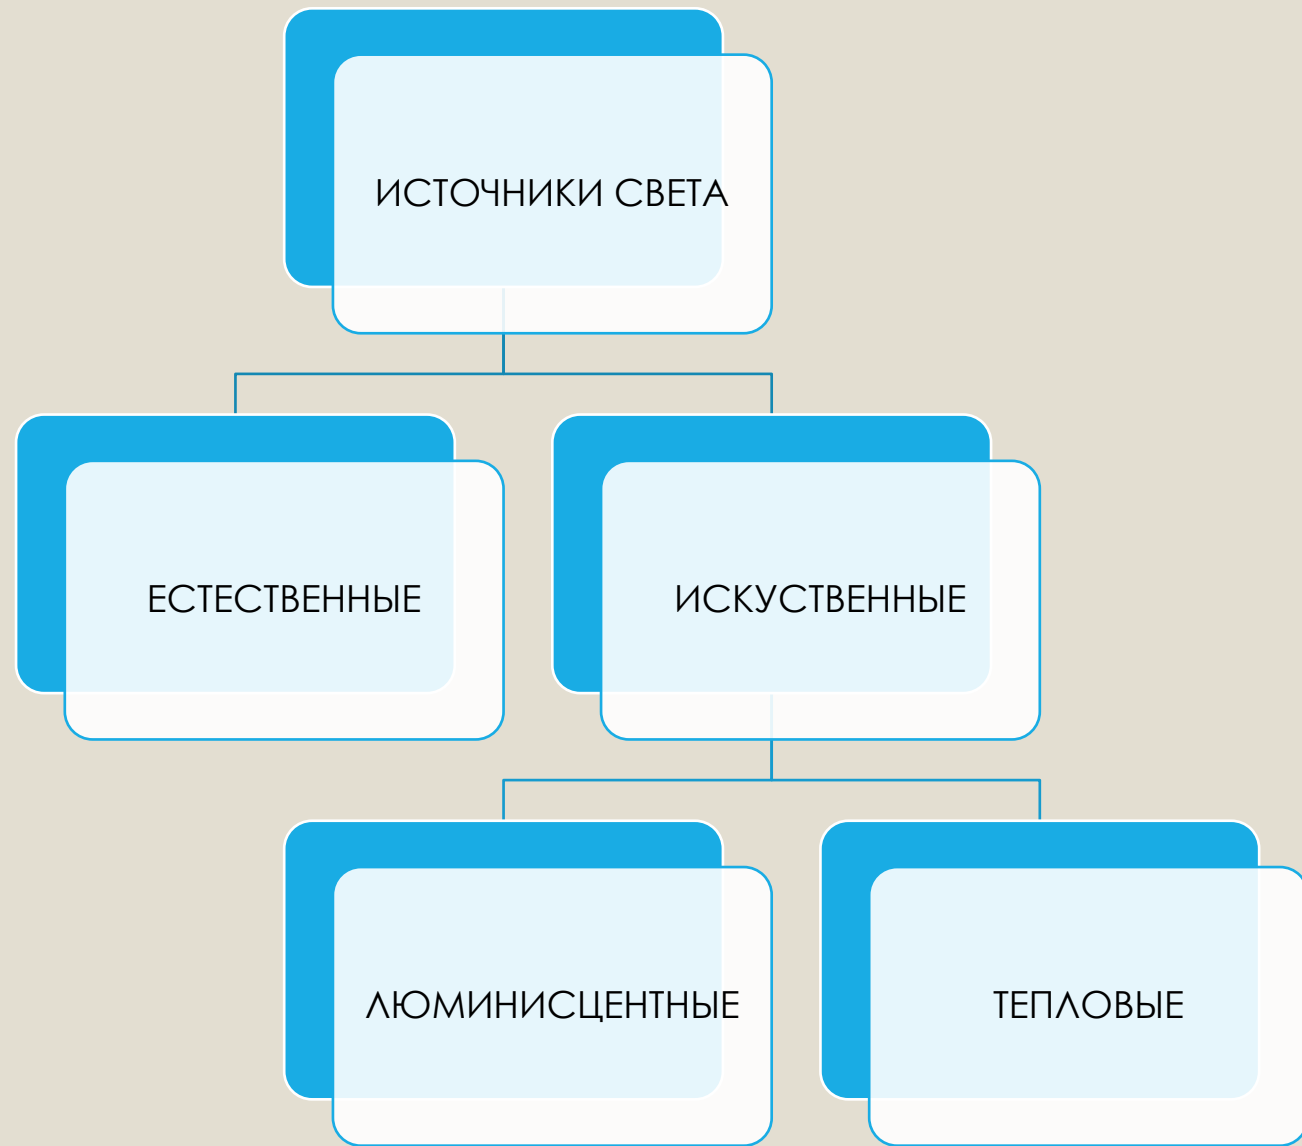 ИСТОЧНИКИ СВЕТА
ЕСТЕСТВЕННЫЕ
ИСКУСТВЕННЫЕ
ЛЮМИНИСЦЕНТНЫЕ
ТЕПЛОВЫЕ